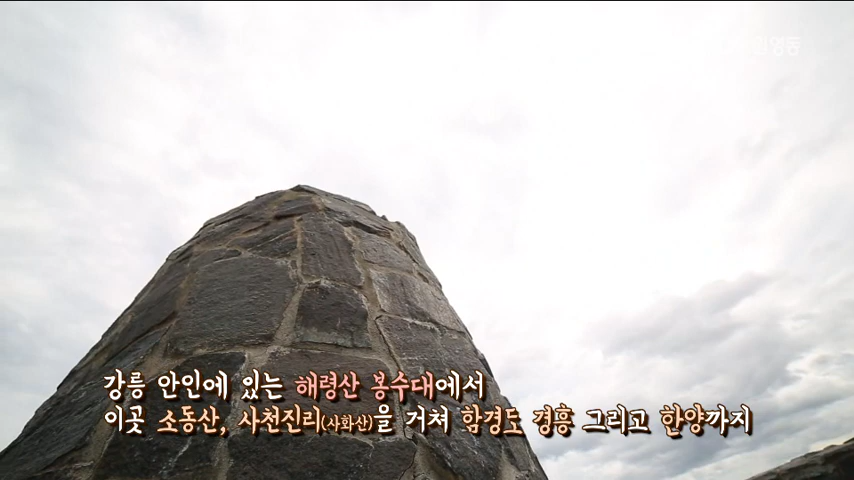 강릉 안인에 있는 해령산 봉수대에서
이곳 소동산, 사천진리(사화산)을 거쳐 함경도 경흥 그리고 한양까지